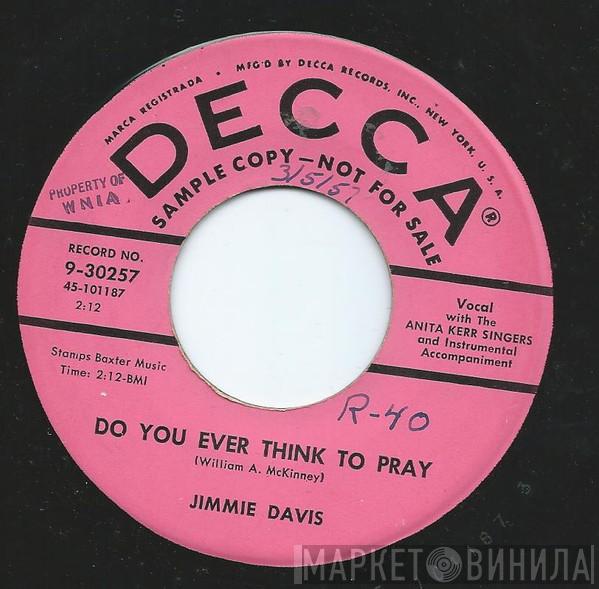 MARCA REGISTRADA • MFG'D BY DECCA RECORDS, INC., NEW YORK, U. S. A.
DECCA®
SAMPLE COPY—NOT FOR SALE
3/5/57
PROPERTY OF
WNIA
RECORD NO.
9-30257
45-101187
2:12
Vocal
with The
ANITA KERR SINGERS
and Instrumental
Accompaniment
Stamps Baxter Music
Time: 2:12-BMI
R-40
DO YOU EVER THINK TO PRAY
(William A. McKinney)
JIMMIE DAVIS
МАРКЕТ ВИНИЛА